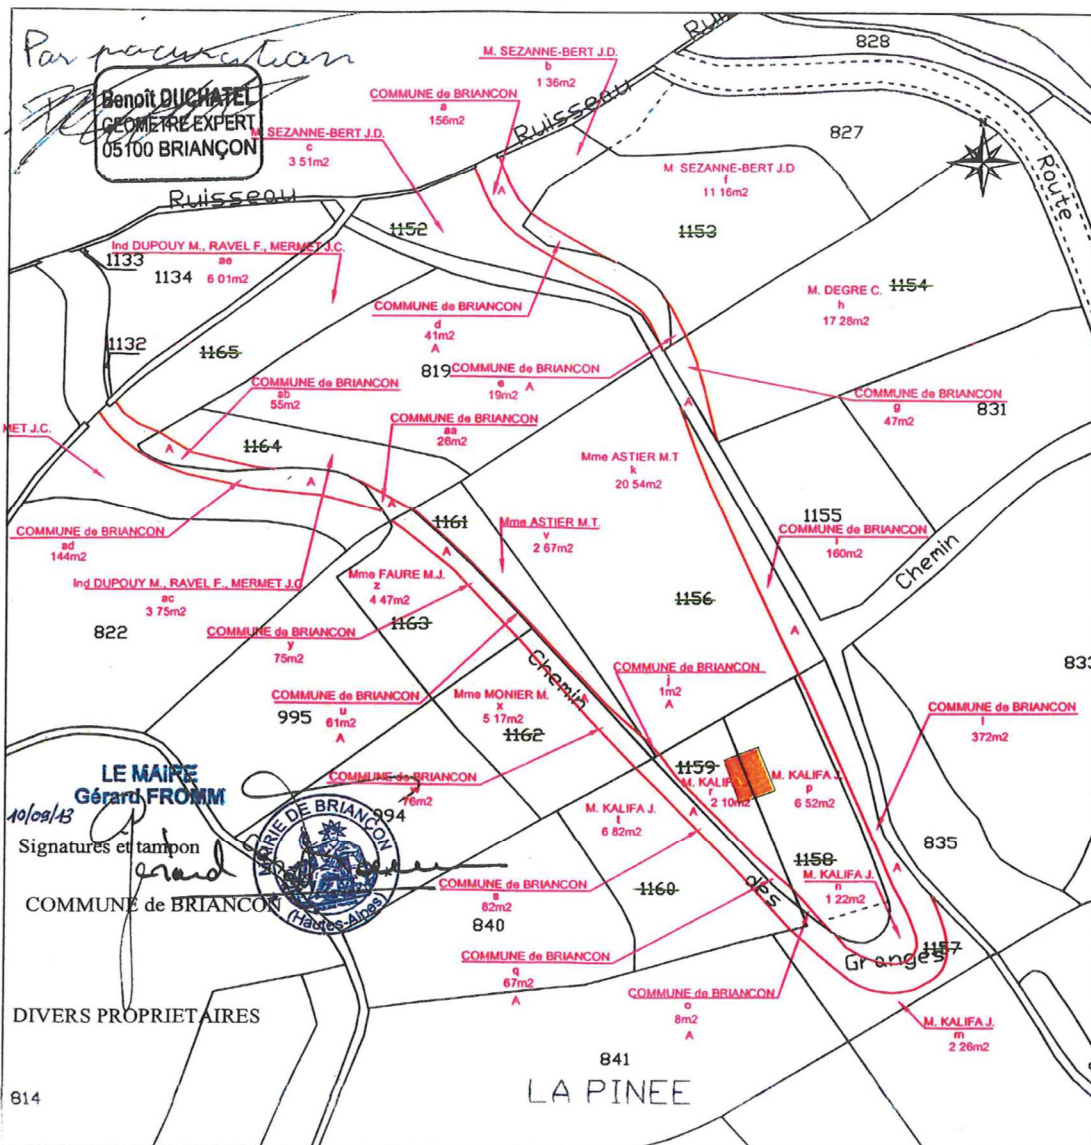 Par procuration
Benoît DUCHATEL
GEOMETRE-EXPERT
05100 BRIANÇON
M. SEZANNE-BERT J.D.
b
1 36m2
COMMUNE de BRIANCON
a
156m2
M. SEZANNE-BERT J.D.
c
3 51m2
Ruisseau
Ruisseau
828
827
Route
M. SEZANNE-BERT J.D
f
11 16m2
1152
1153
1154
Ind DUPOUY M., RAVEL F., MERMET J.C.
ae
6 01m2
1133
1134
1132
1165
M. DEGRE C.
h
17 28m2
COMMUNE de BRIANCON
d
41m2
A
819
COMMUNE de BRIANCON
e
19m2
A
COMMUNE de BRIANCON
g
47m2
831
COMMUNE de BRIANCON
ab
55m2
COMMUNE de BRIANCON
aa
26m2
1164
MET J.C.
Mme ASTIER M.T
k
20 54m2
COMMUNE de BRIANCON
ad
144m2
1161
Mme ASTIER M.T.
v
2 67m2
1155
COMMUNE de BRIANCON
160m2
Chemin
Ind DUPOUY M., RAVEL F., MERMET J.C
ac
3 75m2
Mme FAURE M.J.
z
4 47m2
1163
1156
822
COMMUNE de BRIANCON
y
75m2
Chemin
833
COMMUNE de BRIANCON
u
61m2
A
995
Mme MONIER M.
x
5 17m2
1162
COMMUNE de BRIANCON
j
1m2
A
COMMUNE de BRIANCON
l
372m2
LE MAIRE
Gérard FROMM
Signatures et tampon
COMMUNE de BRIANCON
MAIRIE DE BRIANCON
(Hautes-Alpes)
COMMUNE de BRIANCON
76m2
994
1159
M. KALIFA J.
r
2 10m2
M. KALIFA J.
p
6 52m2
M. KALIFA J.
t
6 82m2
835
1158
M. KALIFA J.
n
1 22m2
1160
des
COMMUNE de BRIANCON
s
82m2
840
Granges
1157
COMMUNE de BRIANCON
q
67m2
A
COMMUNE de BRIANCON
o
8m2
A
M. KALIFA J.
m
2 26m2
DIVERS PROPRIETAIRES
841
LA PINEE
814